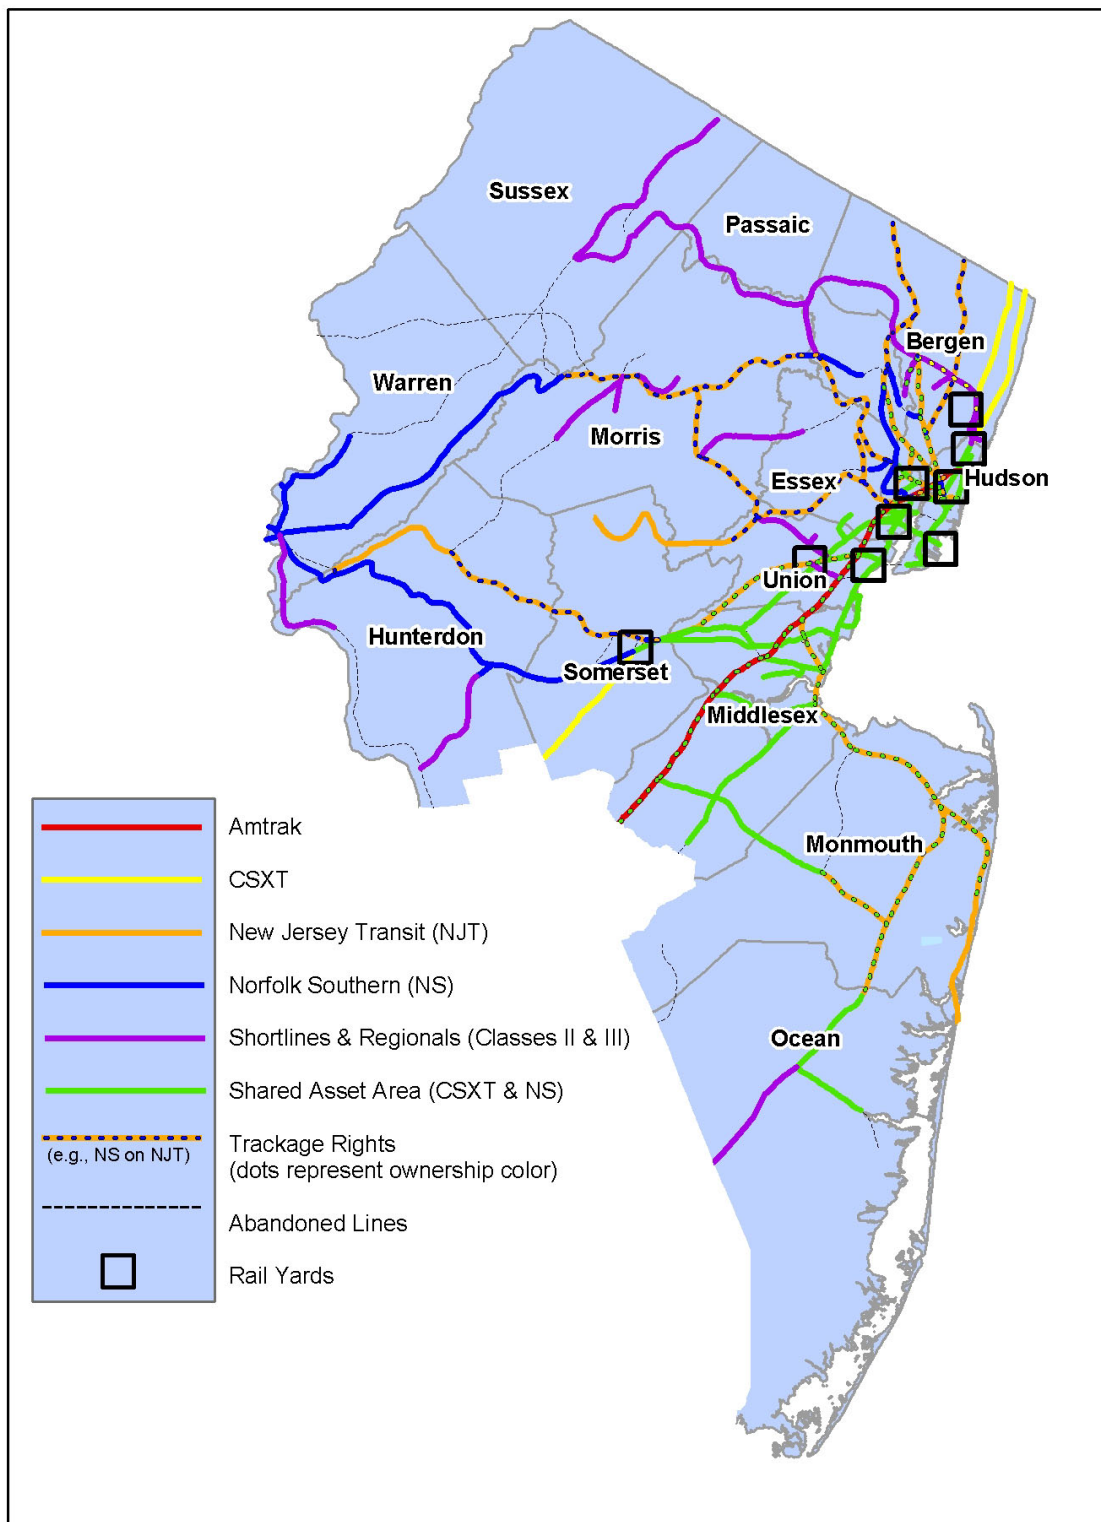 Sussex
Passaic
Bergen
Warren
Morris
Essex
Hudson
Union
Hunterdon
Somerset
Middlesex
Monmouth
Ocean
Amtrak
CSXT
New Jersey Transit (NJT)
Norfolk Southern (NS)
Shortlines & Regionals (Classes II & III)
Shared Asset Area (CSXT & NS)
(e.g., NS on NJT)
Trackage Rights
(dots represent ownership color)
Abandoned Lines
Rail Yards